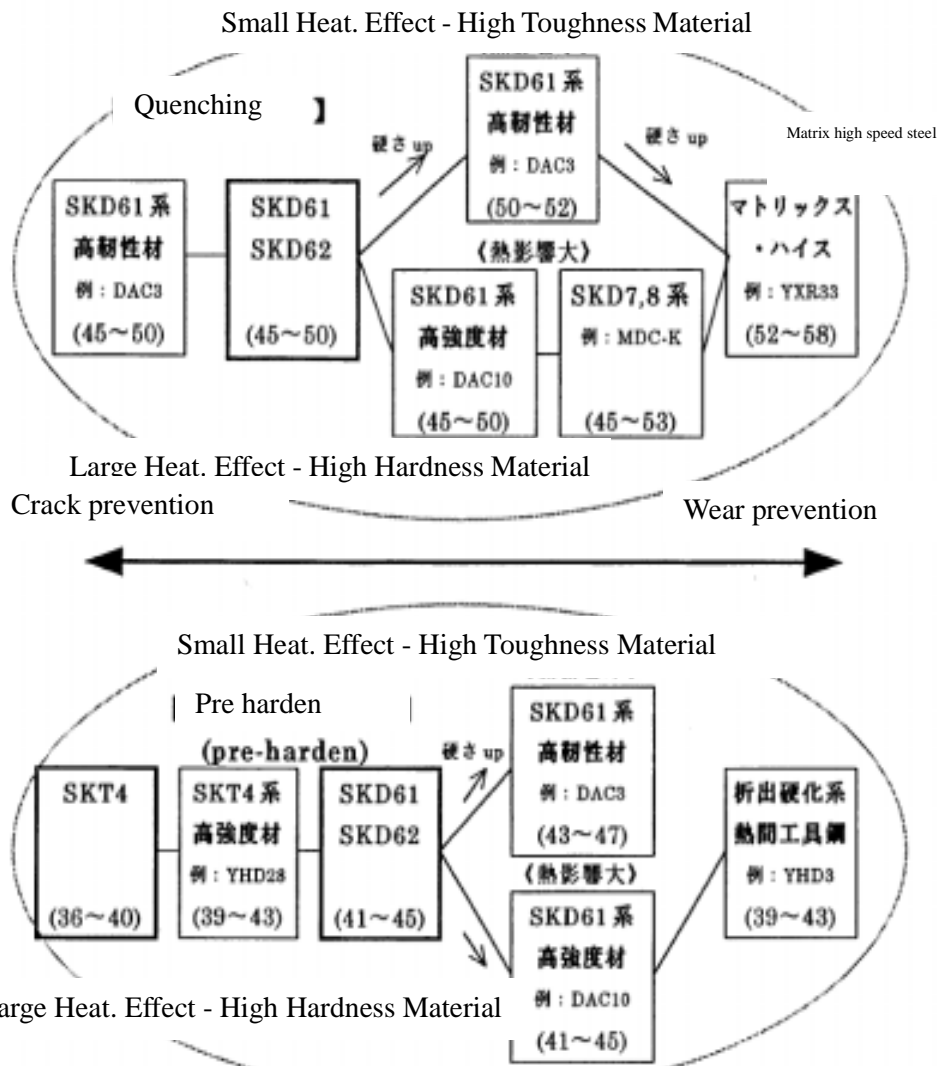 Small Heat. Effect - High Toughness Material
Quenching 】
SKD61系
高靭性材
例：DAC3
(50～52)
硬さ up
硬さ up
Matrix high speed steel
SKD61系
高靭性材
例：DAC3
(45～50)
SKD61
SKD62
(45～50)
《熱影響大》
SKD61系
高強度材
例：DAC10
(45～50)
SKD7,8系
例：MDC-K
(45～53)
マトリックス
・ハイス
例：YXR33
(52～58)
Large Heat. Effect - High Hardness Material
Crack prevention
Wear prevention
Small Heat. Effect - High Toughness Material
Pre harden
(pre-harden)
硬さ up
SKT4
(36～40)
SKT4系
高強度材
例：YHD28
(39～43)
SKD61
SKD62
(41～45)
SKD61系
高靭性材
例：DAC3
(43～47)
《熱影響大》
SKD61系
高強度材
例：DAC10
(41～45)
析出硬化系
熱間工具鋼
例：YHD3
(39～43)
arge Heat. Effect - High Hardness Material